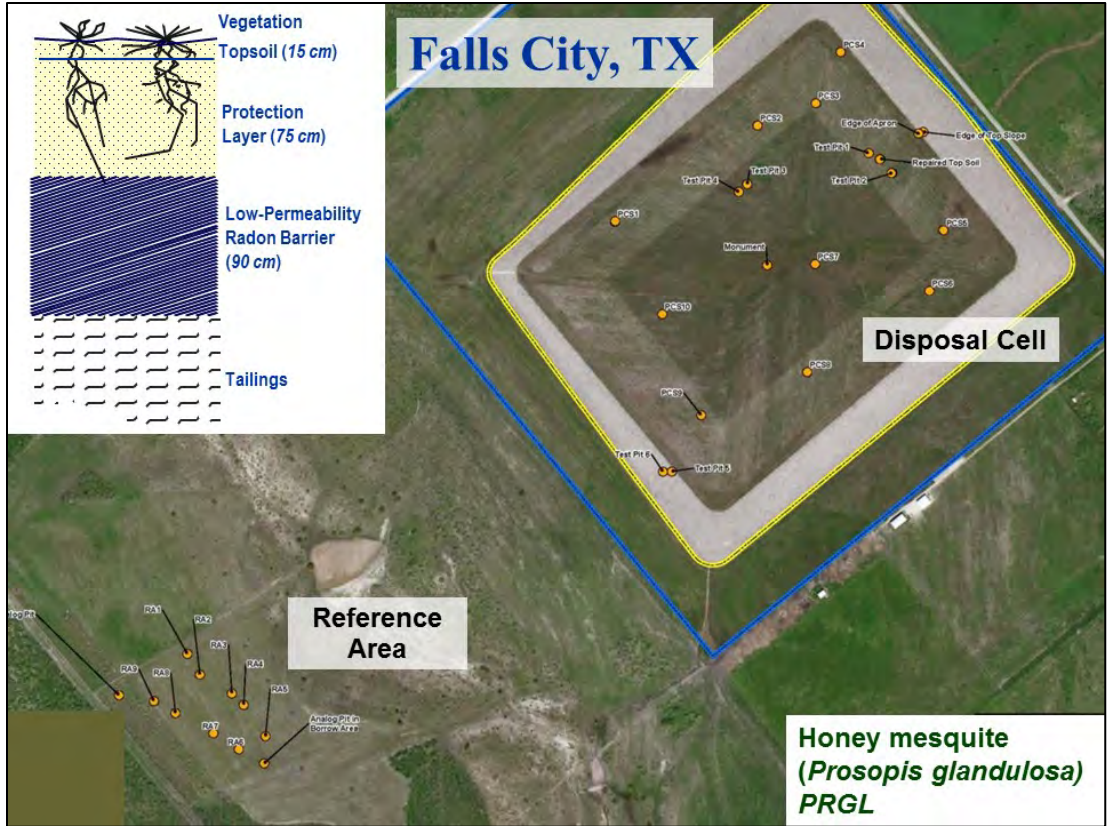 Vegetation
Topsoil (15 cm)
Protection
Layer (75 cm)
Low-Permeability
Radon Barrier
(90 cm)
Tailings
Falls City, TX
PCS4
PCS3
PCS2
Edge of Apron
Edge of Top Slope
Test Pit 1
Repaired Top Soil
Test Pit 2
Test Pit 3
Test Pit 4
PCS1
PCS5
Monument
PCS7
PCS6
PCS10
Disposal Cell
PCS8
PCS9
Test Pit 6
Test Pit 5
Reference
Area
alog Pit
RA1
RA2
RA3
RA4
RA9
RA8
RA5
RA7
RA6
Analog Pit in
Borrow Area
Honey mesquite
(Prosopis glandulosa)
PRGL